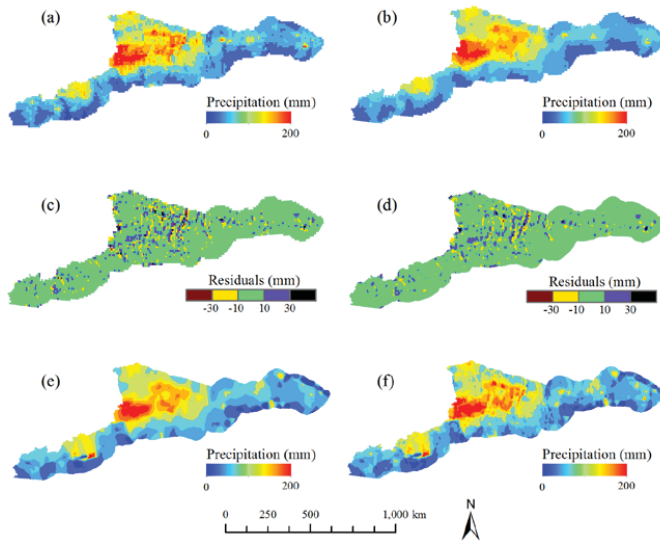 (a)
(b)
Precipitation (mm)
0 200
Precipitation (mm)
0 200
(c)
(d)
Residuals (mm)
-30 -10 10 30
Residuals (mm)
-30 -10 10 30
(e)
(f)
Precipitation (mm)
0 200
Precipitation (mm)
0 200
0 250 500 1,000 km
N